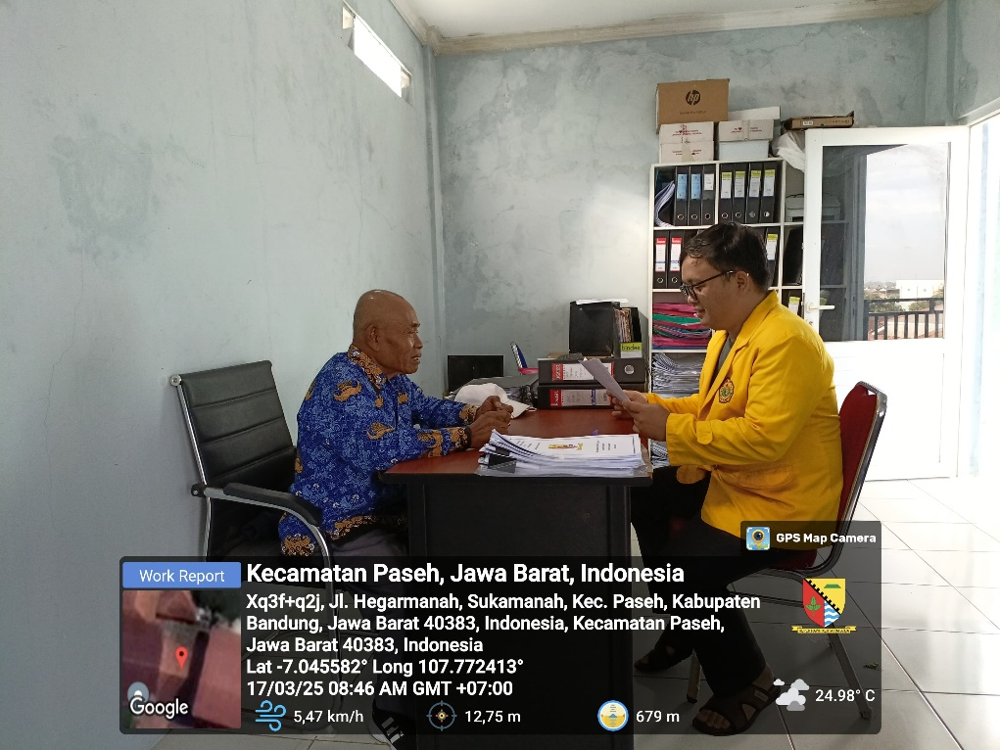 hp
bindex
GPS Map Camera
Work Report
Kecamatan Paseh, Jawa Barat, Indonesia
Xq3f+q2j, Jl. Hegarmanah, Sukamanah, Kec. Paseh, Kabupaten
Bandung, Jawa Barat 40383, Indonesia, Kecamatan Paseh,
Jawa Barat 40383, Indonesia
Lat -7.045582° Long 107.772413°
17/03/25 08:46 AM GMT +07:00
Google
5,47 km/h
12,75 m
679 m
24.98° C